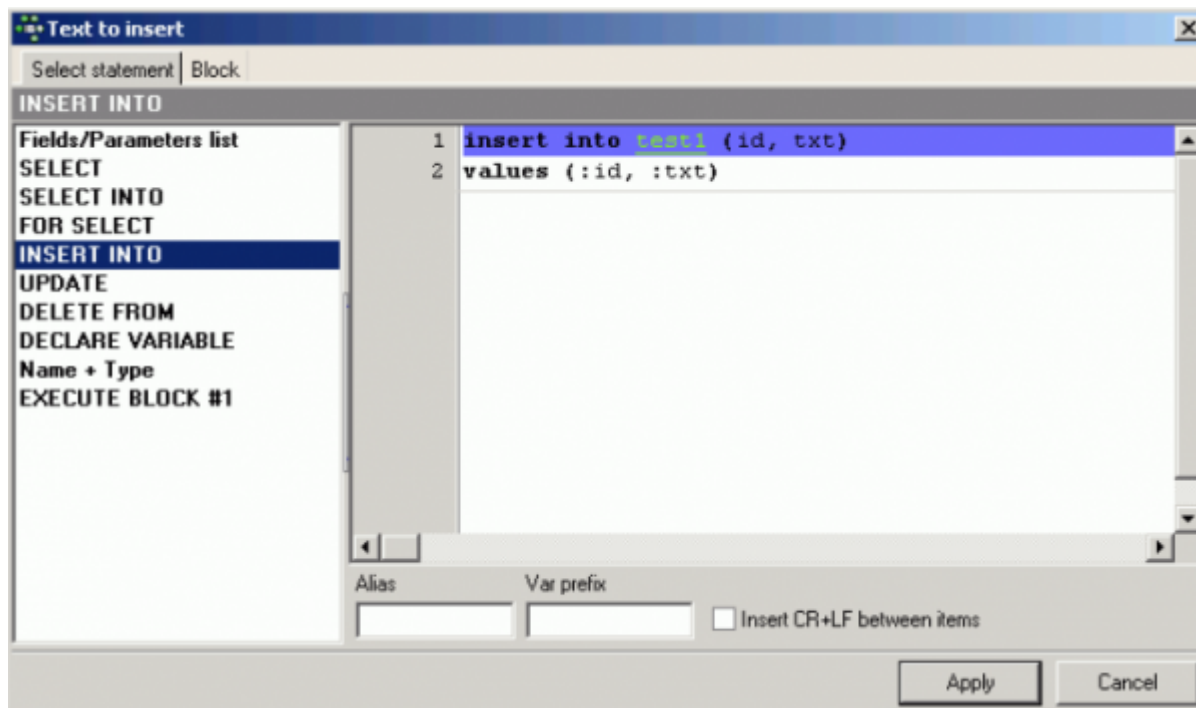 Text to insert
Select statement Block
INSERT INTO
Fields/Parameters list
SELECT
SELECT INTO
FOR SELECT
INSERT INTO
UPDATE
DELETE FROM
DECLARE VARIABLE
Name + Type
EXECUTE BLOCK #1
1 insert into test1 (id, txt)
2 values (:id, :txt)
Alias Var prefix
Insert CR+LF between items
Apply Cancel